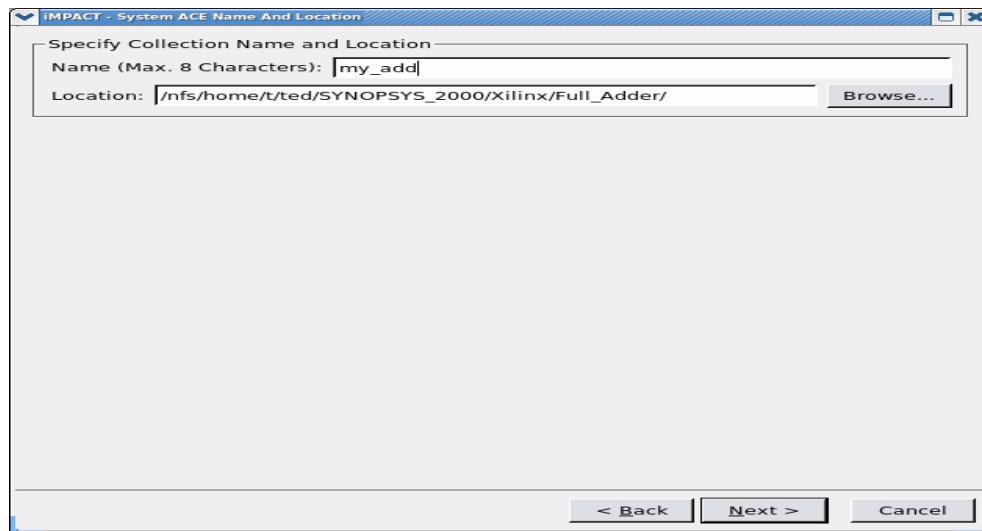 iMPACT - System ACE Name And Location
Specify Collection Name and Location
Name (Max. 8 Characters): my_add
Location: /nfs/home/t/ted/SYNOPSYS_2000/Xilinx/Full_Adder/ Browse...
< Back Next > Cancel